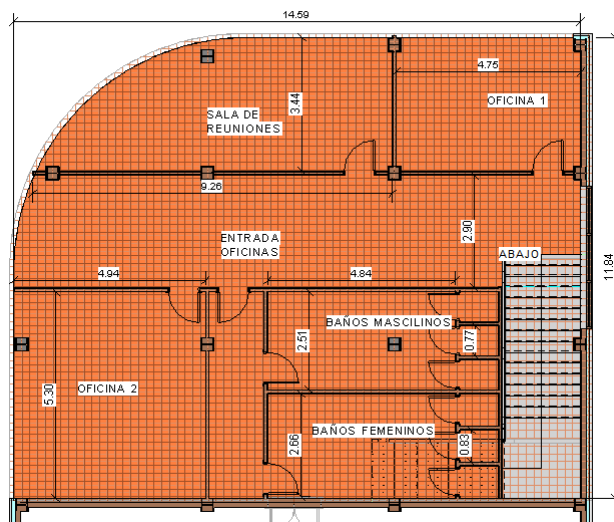 14.59
4.75
OFICINA 1
SALA DE
REUNIONES
3.44
9.26
ENTRADA
OFICINAS
2.90
ABAJO
11.84
4.94
4.84
BAÑOS MASCILINOS
2.51
0.77
OFICINA 2
5.30
BAÑOS FEMENINOS
2.66
0.83